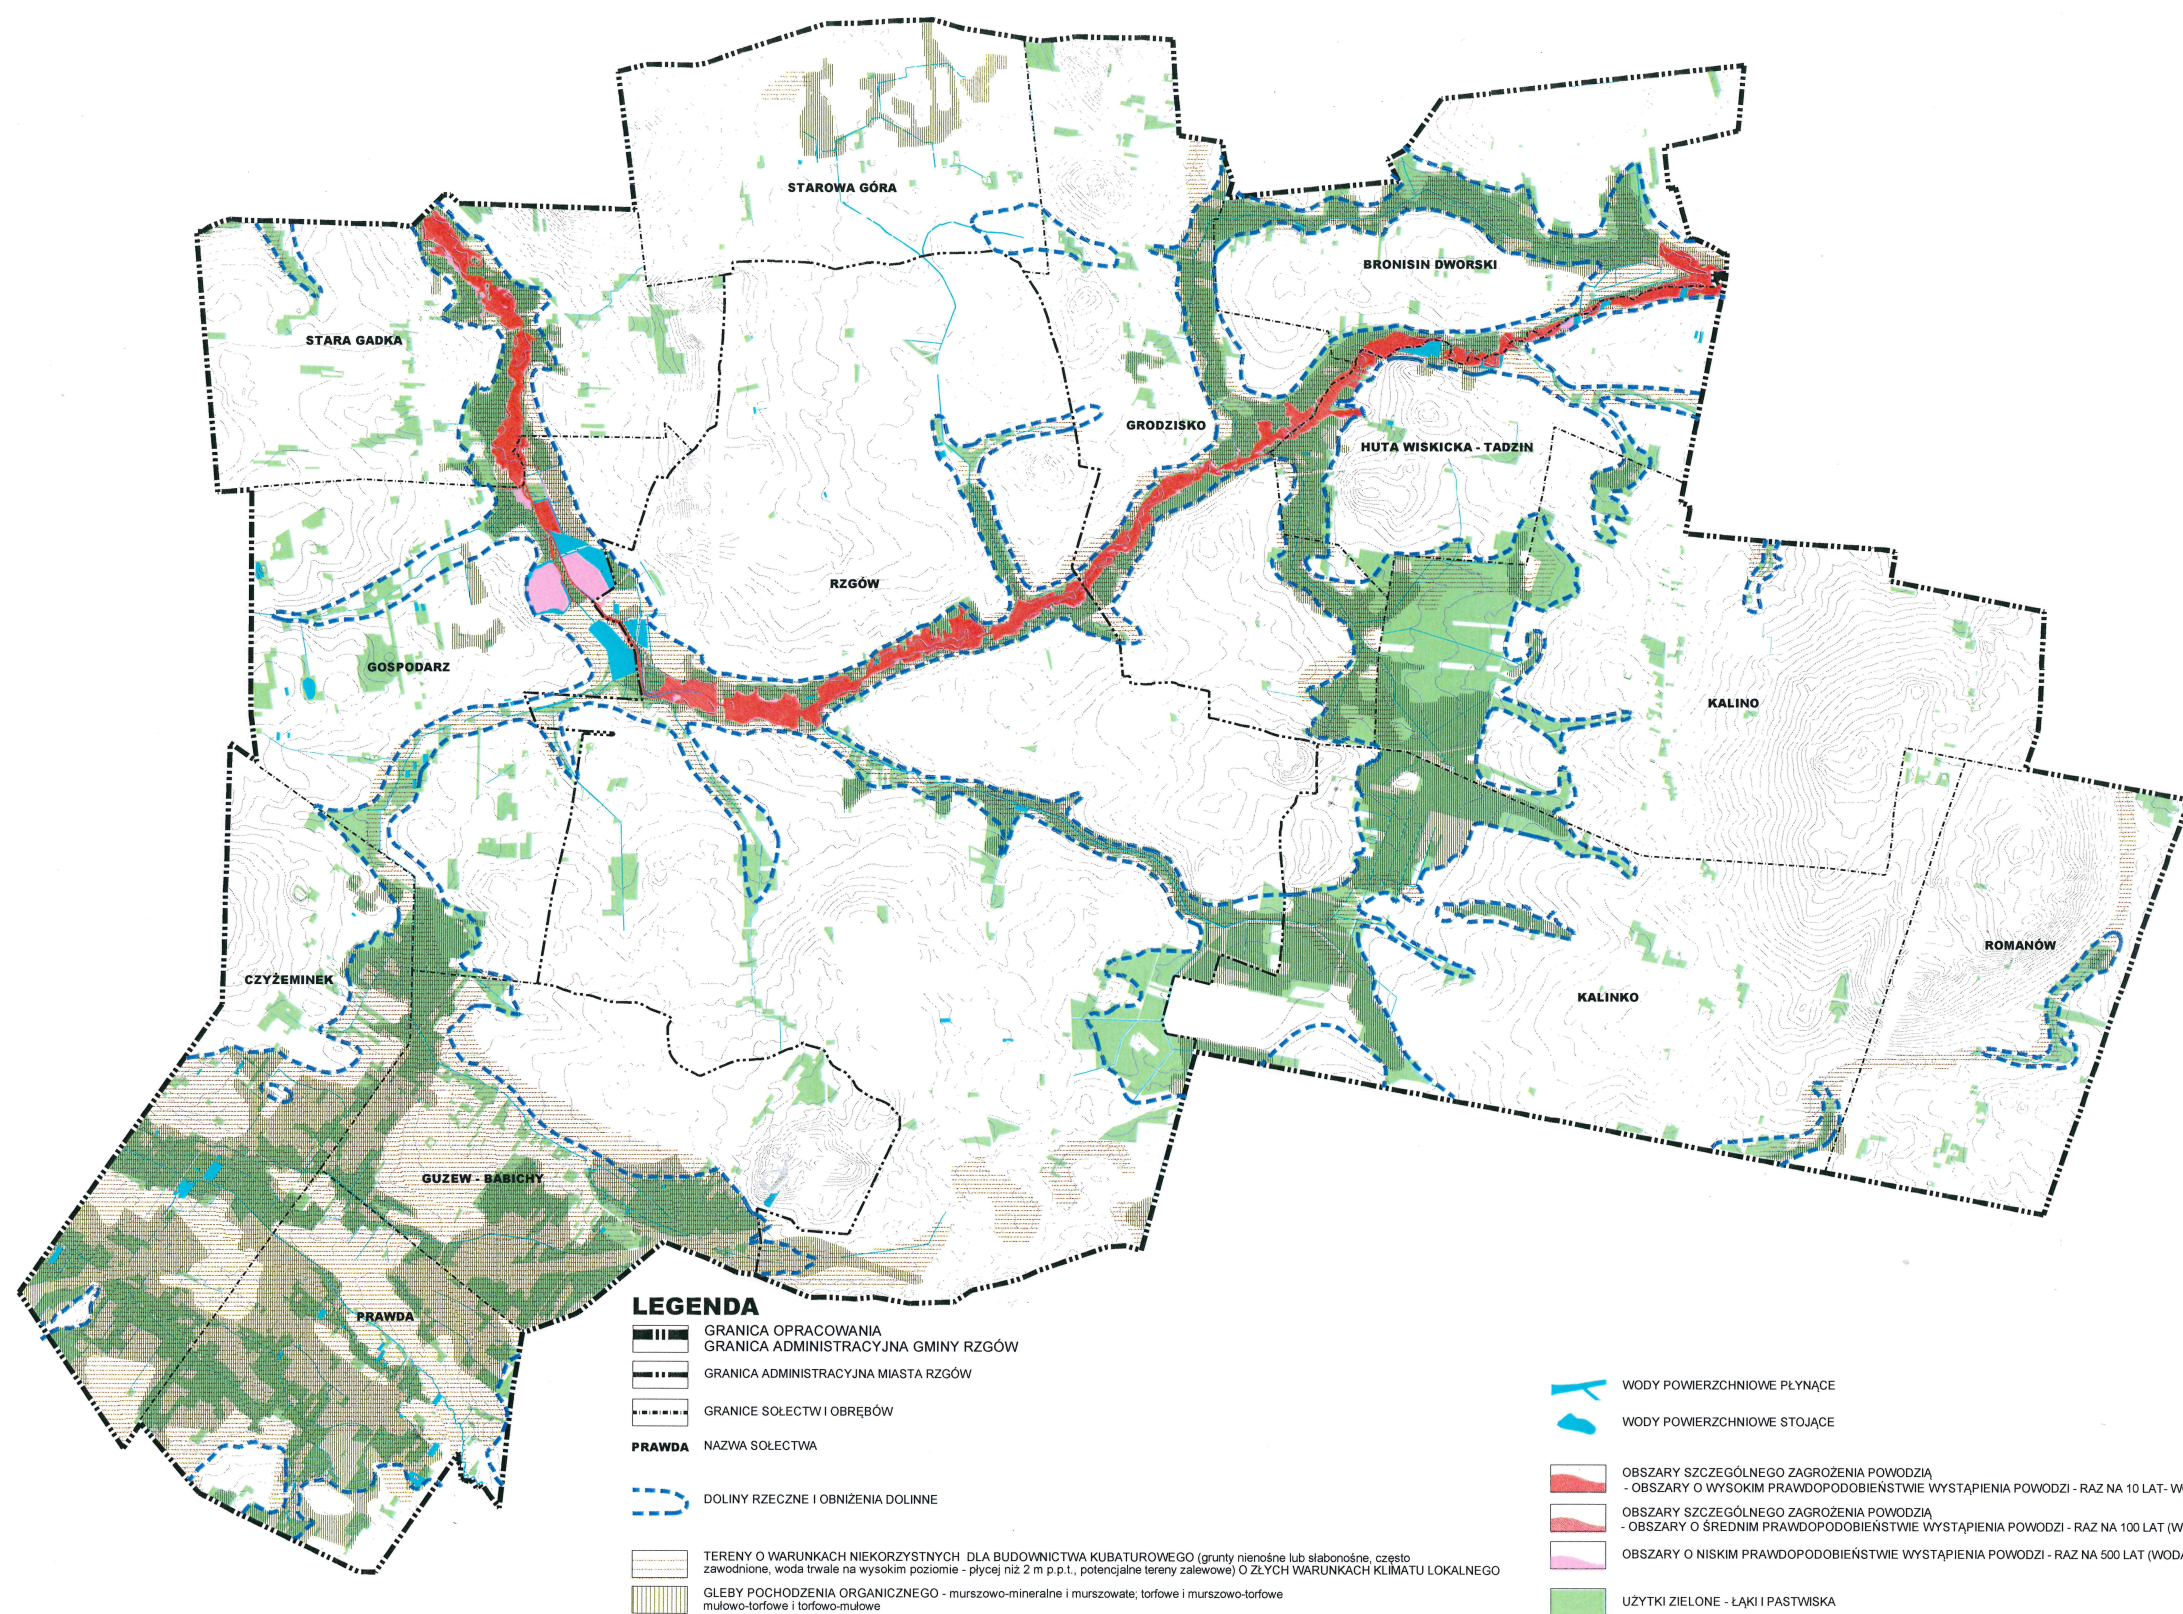 STAROWA GÓRA
BRONISIN DWORSKI
STARA GADKA
GRODZISKO
HUTA WISKICKA - TADZIN
RZGÓW
GOSPODARZ
KALINO
ROMANÓW
CZYŻEMINEK
KALINKO
GUZEW - BABICHY
PRAWDA
LEGENDA
GRANICA OPRACOWANIA
GRANICA ADMINISTRACYJNA GMINY RZGÓW
GRANICA ADMINISTRACYJNA MIASTA RZGÓW
GRANICE SOŁECTW I OBRĘBÓW
PRAWDA NAZWA SOŁECTWA
DOLINY RZECZNE I OBNIŻENIA DOLINNE
TERENY O WARUNKACH NIEKORZYSTNYCH DLA BUDOWNICTWA KUBATUROWEGO (grunty nienośne lub słabonośne, często
zawodnione, woda trwale na wysokim poziomie - płycej niż 2 m p.p.t., potencjalne tereny zalewowe) O ZŁYCH WARUNKACH KLIMATU LOKALNEGO
GLEBY POCHODZENIA ORGANICZNEGO - murszowo-mineralne i murszowate; torfowe i murszowo-torfowe
mułowo-torfowe i torfowo-mułowe
WODY POWIERZCHNIOWE PŁYNĄCE
WODY POWIERZCHNIOWE STOJĄCE
OBSZARY SZCZEGÓLNEGO ZAGROŻENIA POWODZIĄ
- OBSZARY O WYSOKIM PRAWDOPODOBIEŃSTWIE WYSTĄPIENIA POWODZI - RAZ NA 10 LAT- W
OBSZARY SZCZEGÓLNEGO ZAGROŻENIA POWODZIĄ
- OBSZARY O ŚREDNIM PRAWDOPODOBIEŃSTWIE WYSTĄPIENIA POWODZI - RAZ NA 100 LAT (W
OBSZARY O NISKIM PRAWDOPODOBIEŃSTWIE WYSTĄPIENIA POWODZI - RAZ NA 500 LAT (WODA
UŻYTKI ZIELONE - ŁĄKI I PASTWISKA